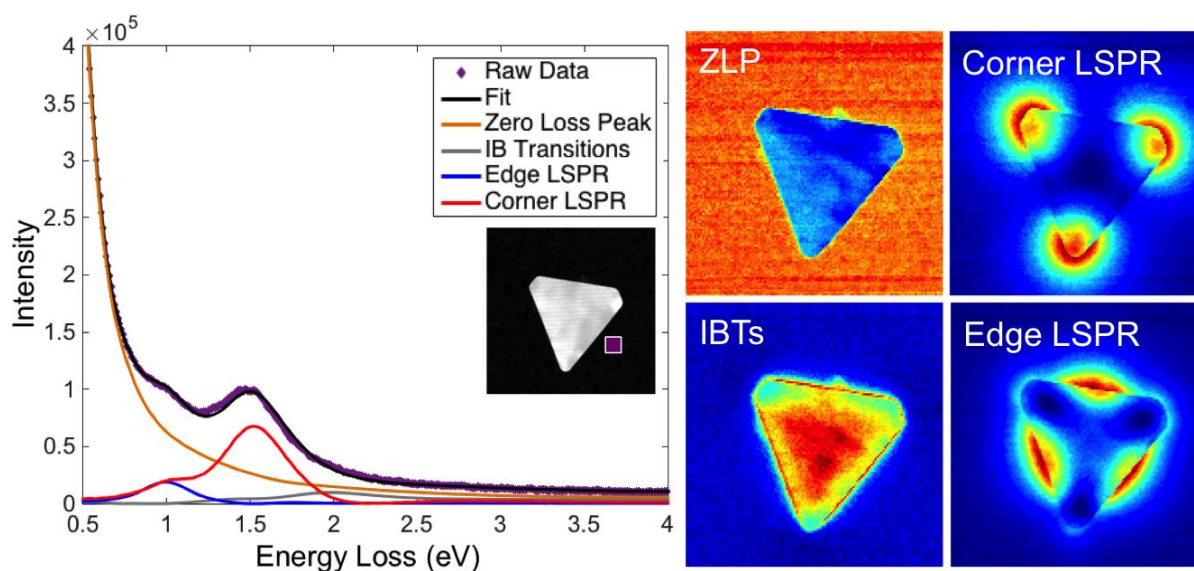 ×10⁵
4
3.5
3
2.5
2
1.5
1
0.5
0
Intensity
0.5 1 1.5 2 2.5 3 3.5 4
Energy Loss (eV)
Raw Data
Fit
Zero Loss Peak
IB Transitions
Edge LSPR
Corner LSPR
ZLP
Corner LSPR
IBTs
Edge LSPR